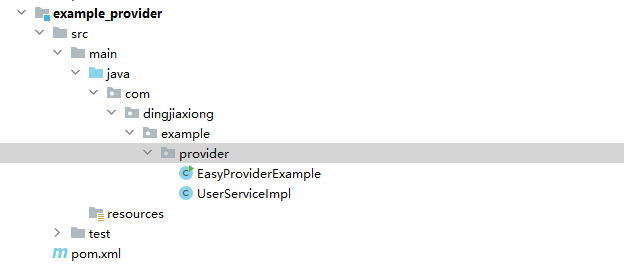 example_provider
src
main
java
com
dingjiaxiong
example
provider
EasyProviderExample
UserServiceImpl
resources
test
pom.xml